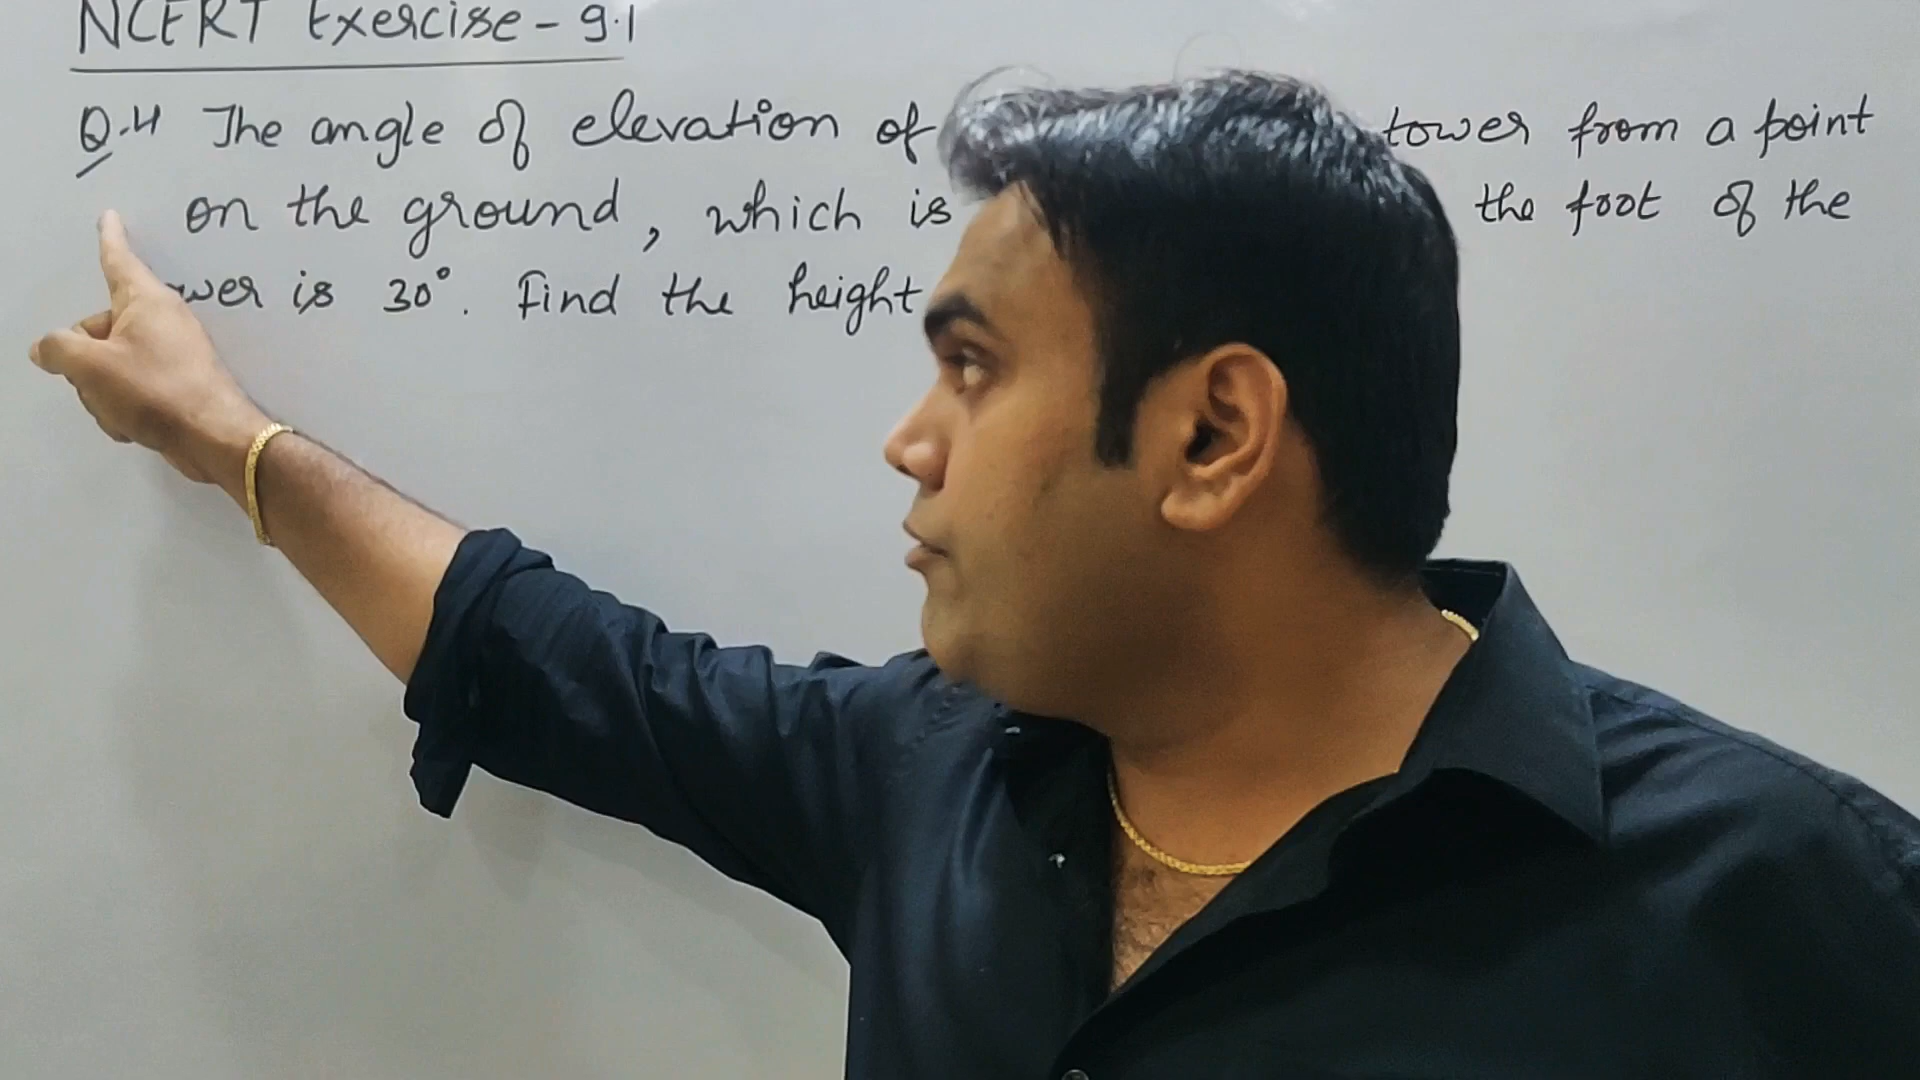 NCERT Exercise - 9.1
Q.4 The angle of elevation of tower from a point
on the ground, which is the foot of the
wer is 30°. Find the height